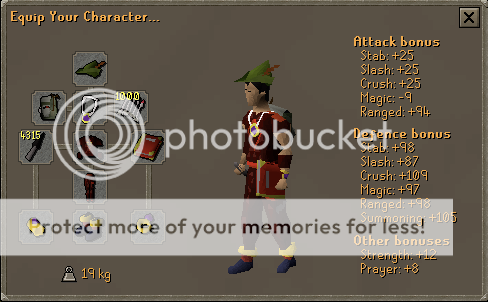 Equip Your Character...
Attack bonus
Stab: +25
Slash: +25
Crush: +25
Magic: -9
Ranged: +94
1000
4315
photobucket
Defence bonus
Stab: +98
Slash: +87
Crush: +109
Magic: +97
Ranged: +98
Summoning: +105
Protect more of your memories for less!
Other bonuses
Strength: +12
Prayer: +8
19 kg